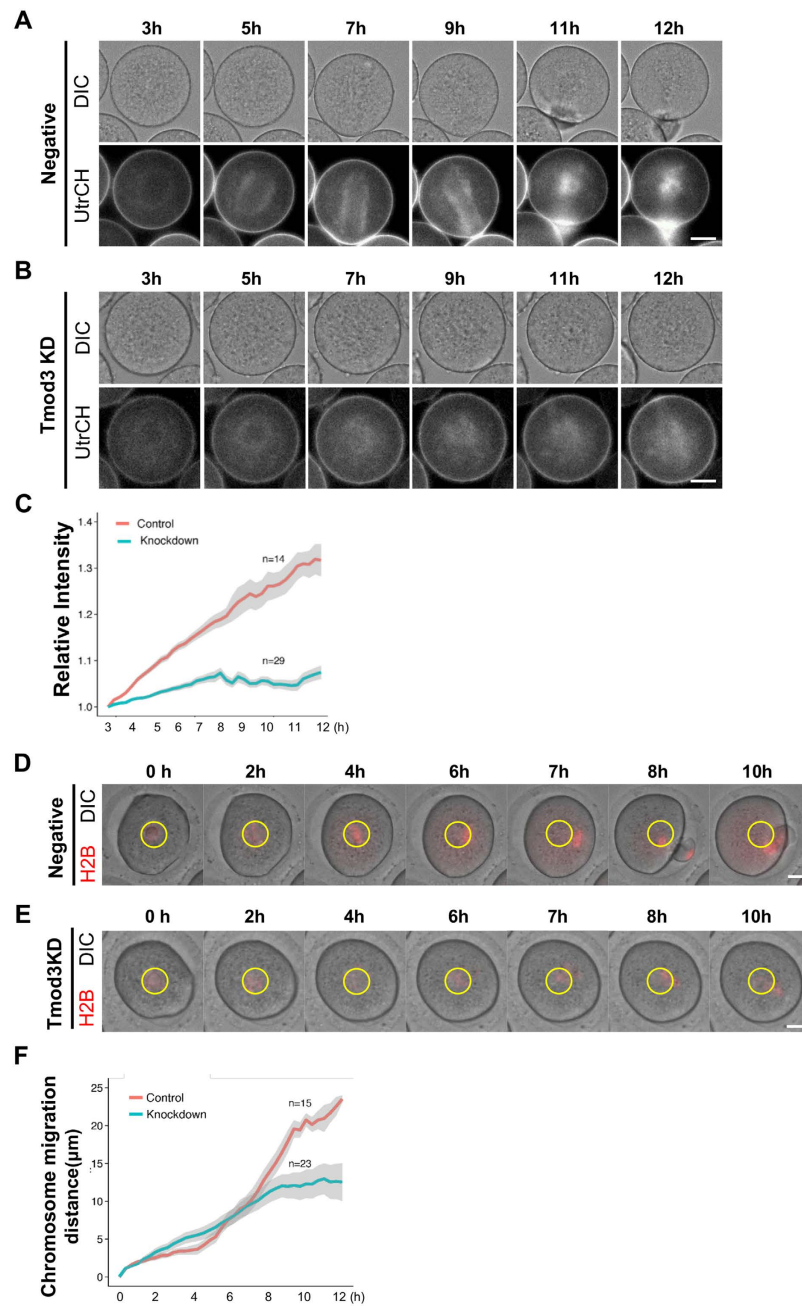 A
3h 5h 7h 9h 11h 12h
Negative
DIC
UtrCH
B
3h 5h 7h 9h 11h 12h
Tmod3 KD
DIC
UtrCH
C
Relative Intensity
1.4
1.3
1.2
1.1
1.0
Control
Knockdown
n=14
n=29
3 4 5 6 7 8 9 10 11 12 (h)
D
0 h 2h 4h 6h 7h 8h 10h
Negative
H2B DIC
E
0 h 2h 4h 6h 7h 8h 10h
Tmod3KD
H2B DIC
F
Chromosome migration
distance(μm)
25
20
15
10
5
0
Control
Knockdown
n=15
n=23
0 2 4 6 8 10 12 (h)